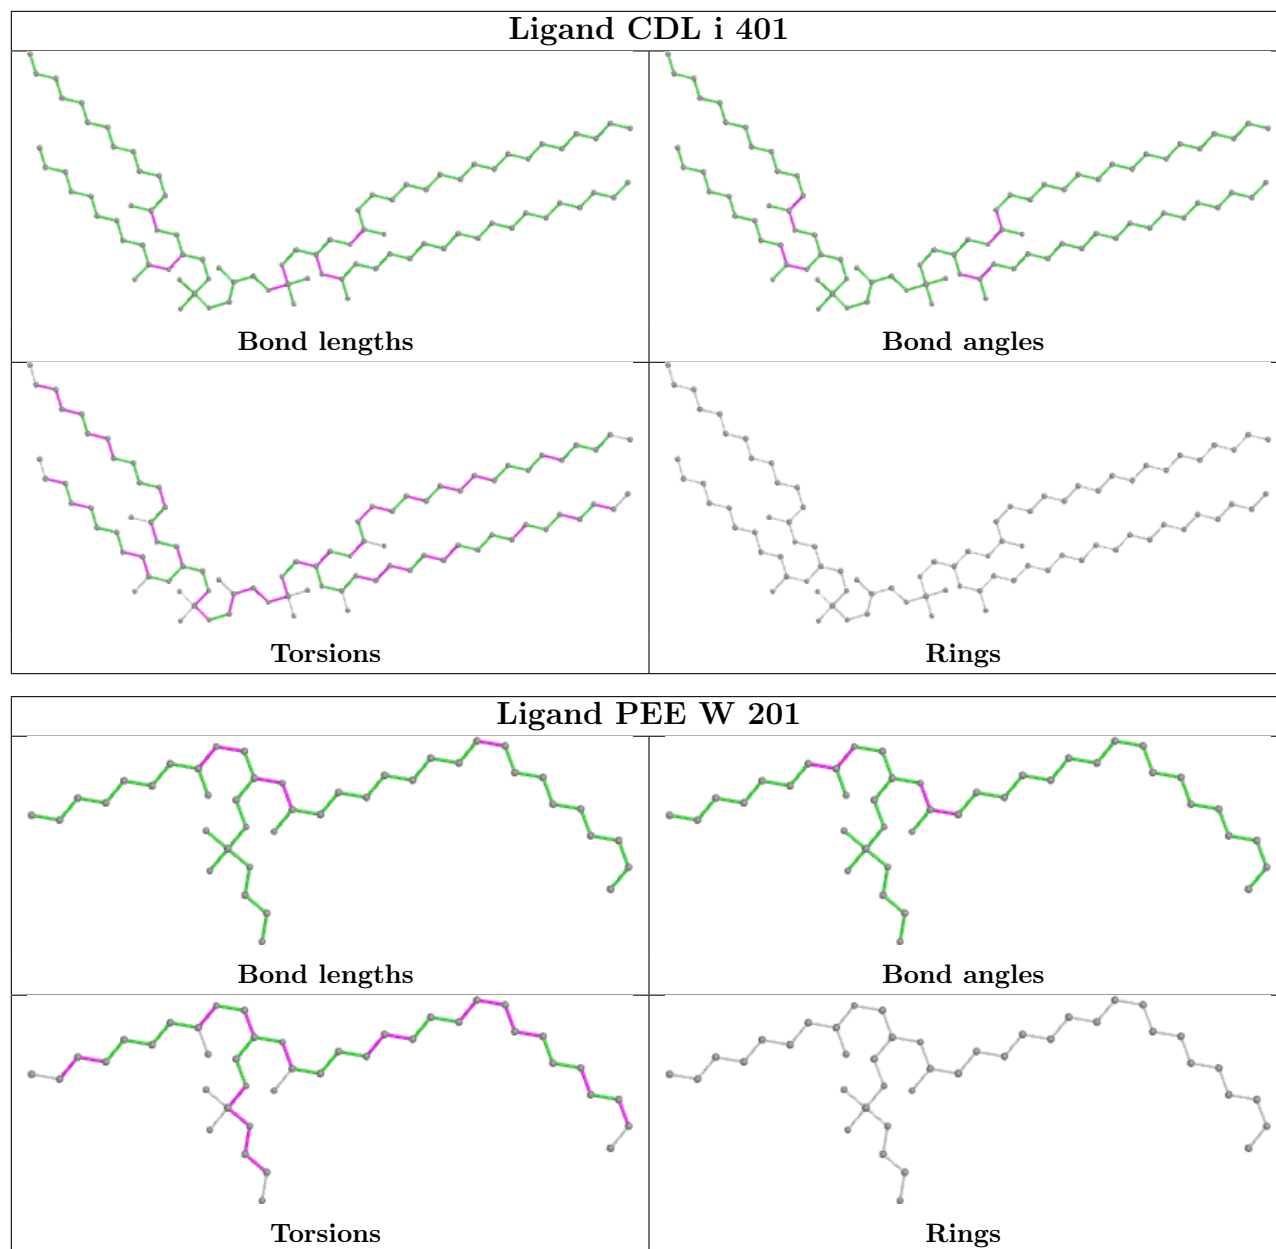 Ligand CDL i 401
Bond lengths
Bond angles
Torsions
Rings
Ligand PEE W 201
Bond lengths
Bond angles
Torsions
Rings